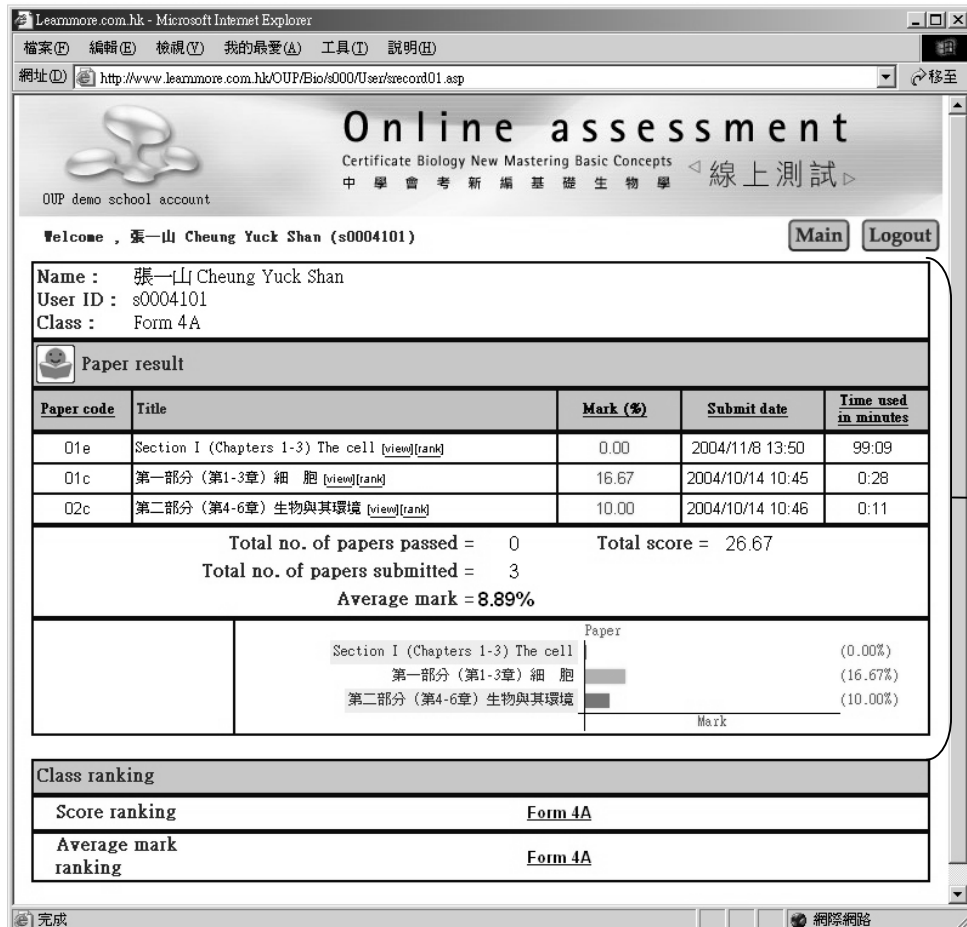 Learnmore.com.hk - Microsoft Internet Explorer
檔案(F) 編輯(E) 檢視(V) 我的最愛(A) 工具(T) 說明(H)
網址(D) http://www.learnmore.com.hk/OUP/Bio/s000/User/srecord01.asp 移至
Online assessment
Certificate Biology New Mastering Basic Concepts
中學會考新編基礎生物學
線上測試
OUP demo school account
Welcome , 張一山 Cheung Yuck Shan (s0004101) Main Logout
Name : 張一山 Cheung Yuck Shan
User ID : s0004101
Class : Form 4A
Paper result
Paper code Title Mark (%) Submit date Time used in minutes
01e Section I (Chapters 1-3) The cell [view][rank] 0.00 2004/11/8 13:50 99:09
01c 第一部分（第1-3章）細 胞 [view][rank] 16.67 2004/10/14 10:45 0:28
02c 第二部分（第4-6章）生物與其環境 [view][rank] 10.00 2004/10/14 10:46 0:11
Total no. of papers passed = 0 Total score = 26.67
Total no. of papers submitted = 3
Average mark = 8.89%
Paper
Section I (Chapters 1-3) The cell (0.00%)
第一部分（第1-3章）細 胞 (16.67%)
第二部分（第4-6章）生物與其環境 (10.00%)
Mark
Class ranking
Score ranking Form 4A
Average mark ranking Form 4A
完成 網際網路